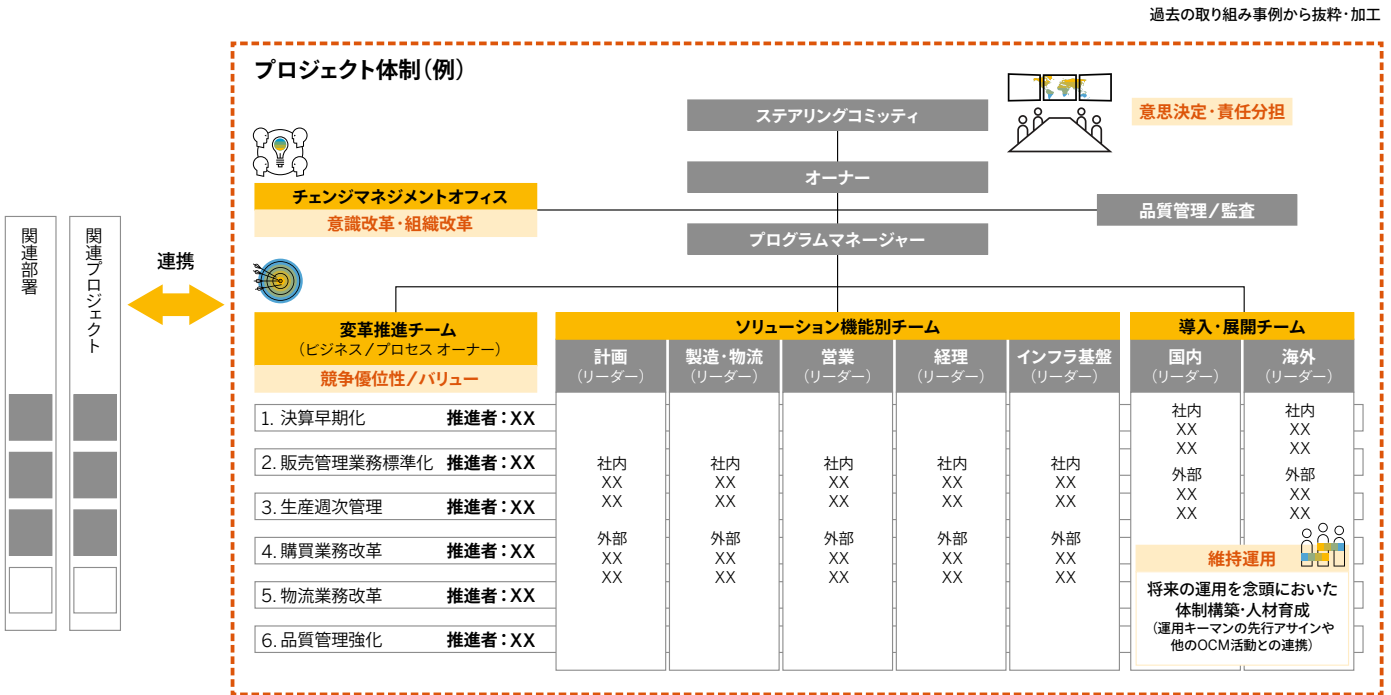 過去の取り組み事例から抜粋・加工
プロジェクト体制(例)
ステアリングコミッティ
意思決定・責任分担
オーナー
チェンジマネジメントオフィス
意識改革・組織改革
品質管理/監査
プログラムマネージャー
関連部署
関連プロジェクト
連携
変革推進チーム
(ビジネス/プロセス オーナー)
競争優位性/バリュー
ソリューション機能別チーム
計画
(リーダー)
製造・物流
(リーダー)
営業
(リーダー)
経理
(リーダー)
インフラ基盤
(リーダー)
導入・展開チーム
国内
(リーダー)
海外
(リーダー)
1. 決算早期化 推進者:XX
2. 販売管理業務標準化 推進者:XX
3. 生産週次管理 推進者:XX
4. 購買業務改革 推進者:XX
5. 物流業務改革 推進者:XX
6. 品質管理強化 推進者:XX
社内
XX
XX
外部
XX
XX
社内
XX
XX
外部
XX
XX
社内
XX
XX
外部
XX
XX
社内
XX
XX
外部
XX
XX
社内
XX
XX
外部
XX
XX
社内
XX
XX
外部
XX
XX
社内
XX
XX
外部
XX
XX
維持運用
将来の運用を念頭においた
体制構築・人材育成
(運用キーマンの先行アサインや
他のOCM活動との連携)